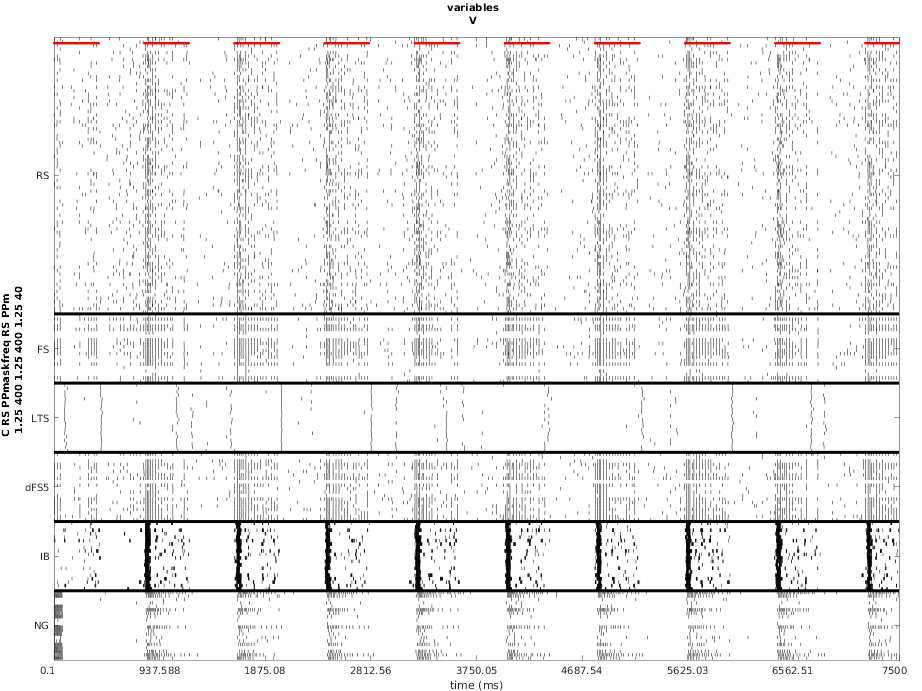 variables
V
C RS PPmaskfreq RS PPm
1.25 400 1.25 400 1.25 40
RS
FS
LTS
dFS5
IB
NG
0.1 937.588 1875.08 2812.56 3750.05 4687.54 5625.03 6562.51 7500
time (ms)